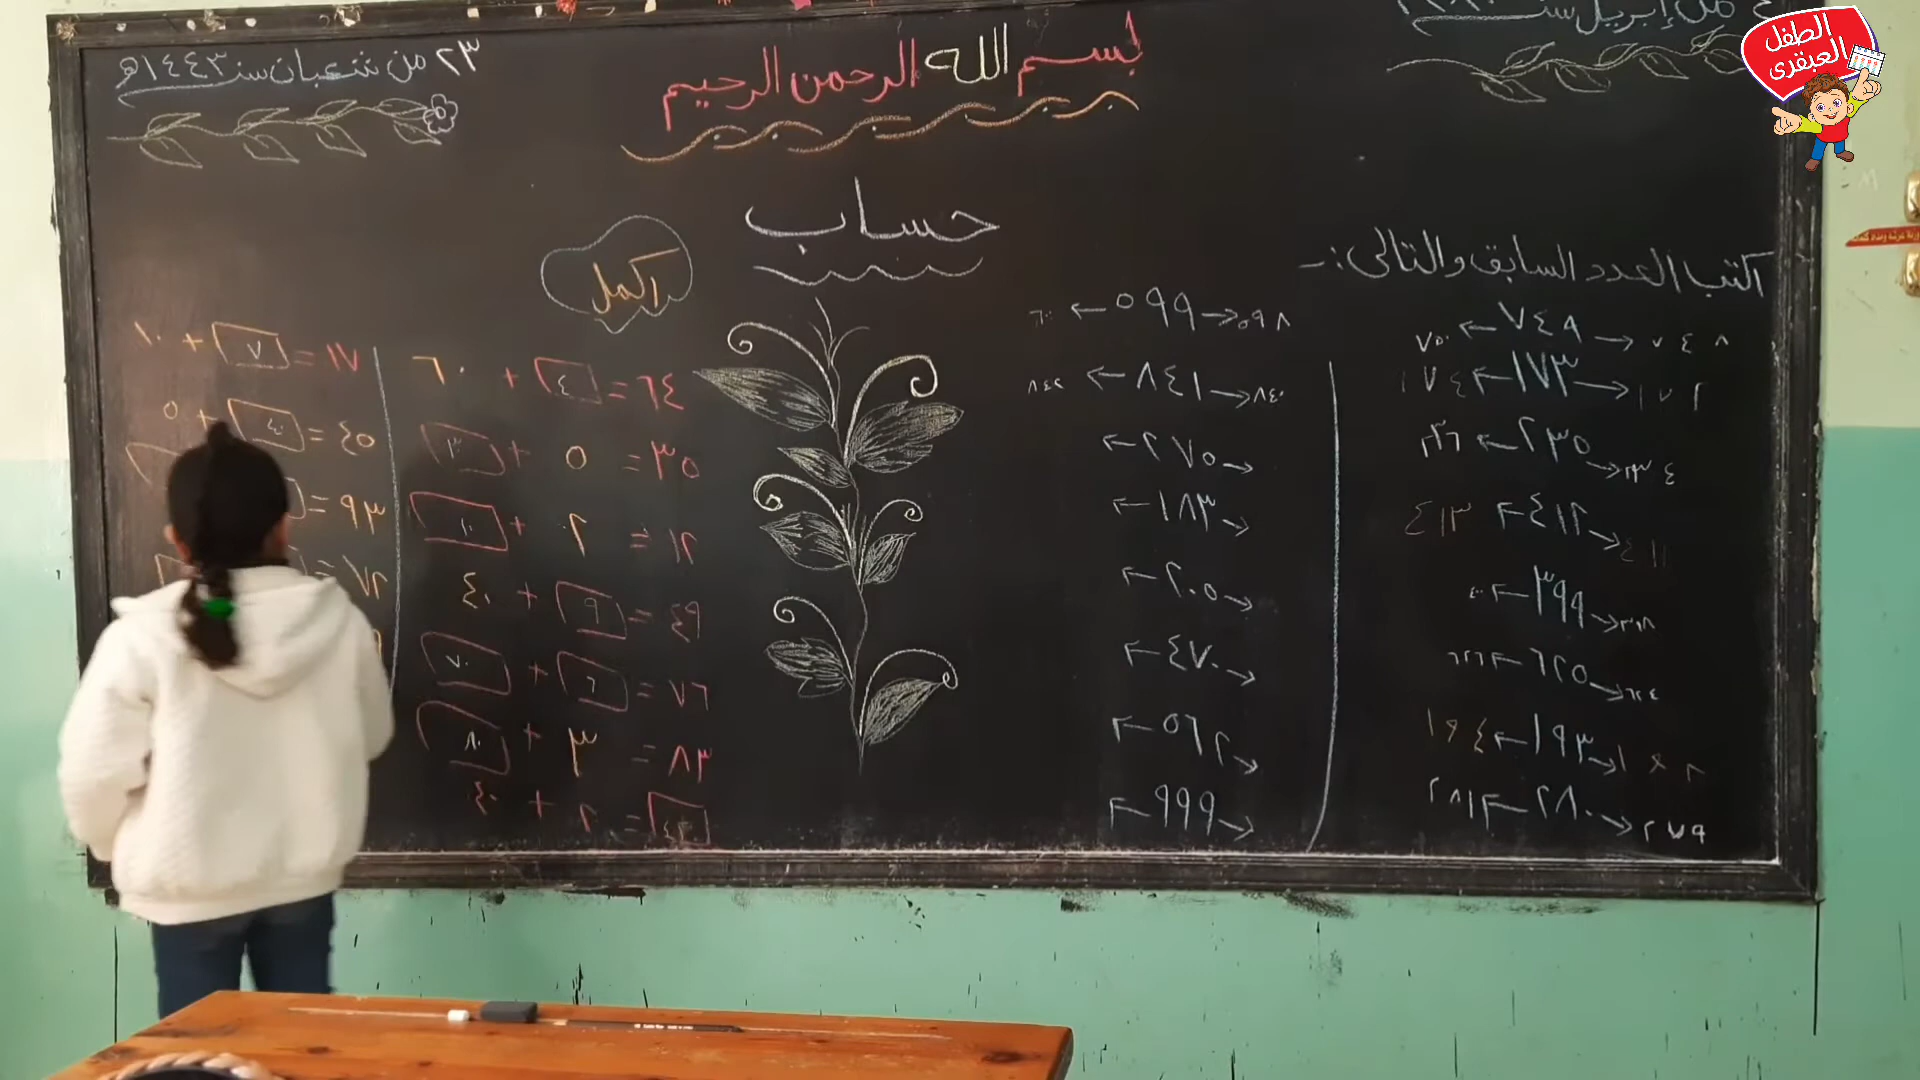 بسم الله الرحمن الرحيم
٢٣ من شعبان سنة ١٤٤٣هـ
الطفل
العبقرى
حساب
اكتب العدد السابق والتالى :-
٧٤٨ ← ٧٤٩ → ٧٥٠
١٧٢ ← ١٧٣ → ١٧٤
٢٣٤ ← ٢٣٥ → ٢٣٦
٤١١ ← ٤١٢ → ٤١٣
٣٩٨ ← ٣٩٩ → ٤٠٠
٦٢٤ ← ٦٢٥ → ٦٢٦
١٩٢ ← ١٩٣ → ١٩٤
٢٧٩ ← ٢٨٠ → ٢٨١
٥٩٨ ← ٥٩٩ → ٦٠٠
٨٤٠ ← ٨٤١ → ٨٤٢
← ٢٧٥ →
← ١٨٣ →
← ٢٠٥ →
← ٤٧٠ →
← ٥٦٢ →
← ٩٩٩ →
اكمل
٦٤ = ٤ + ٦٠
٣٥ = ٥ + ٣٠
١٢ = ٢ + ١٠
٤٩ = ٩ + ٤٠
٧٦ = ٦ + ٧٠
٨٣ = ٣ + ٨٠
٤٢ = ٢ + ٤٠
١٧ = ٧ + ١٠
٤٥ = ٤٠ + ٥
٩٣ =
٧٢ =